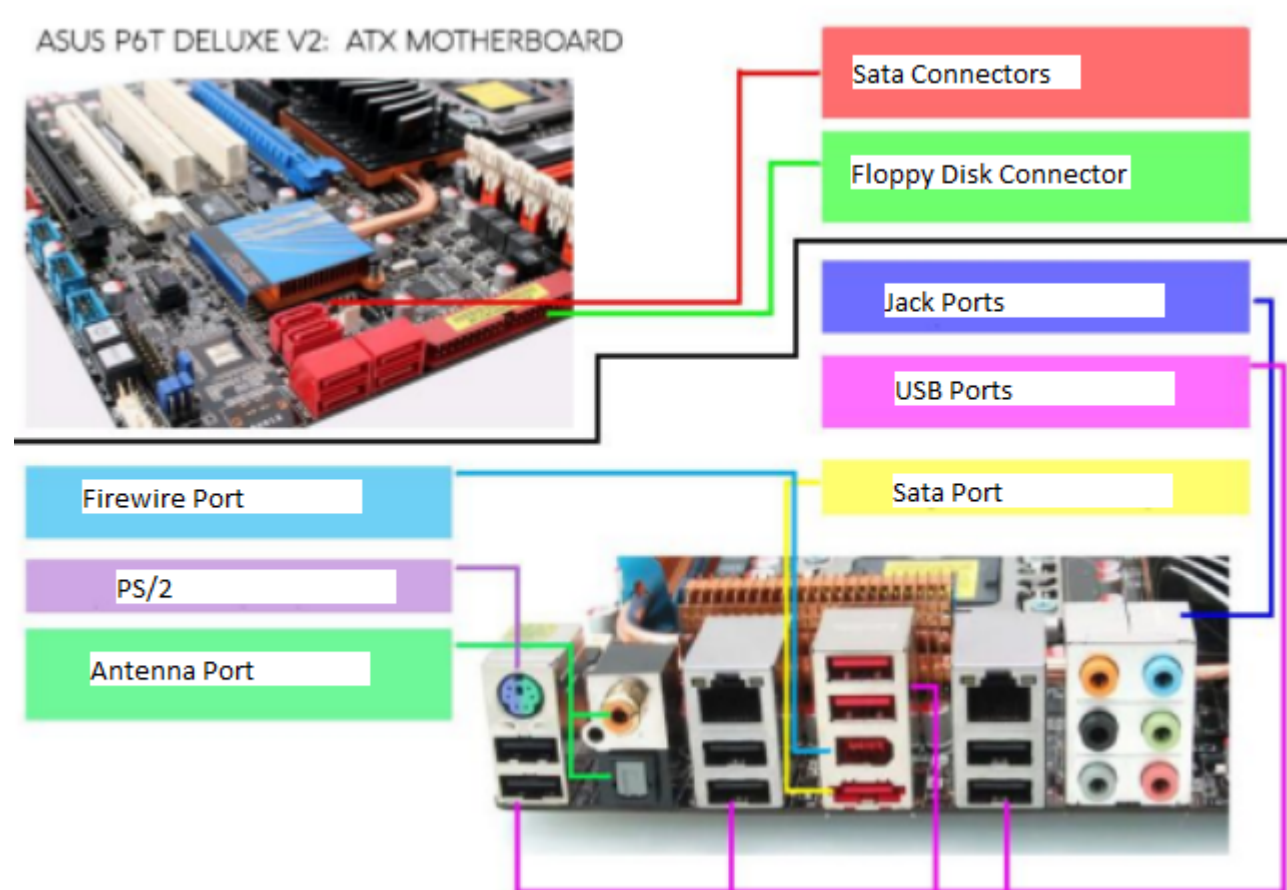 ASUS P6T DELUXE V2: ATX MOTHERBOARD
Sata Connectors
Floppy Disk Connector
Jack Ports
USB Ports
Firewire Port
Sata Port
PS/2
Antenna Port